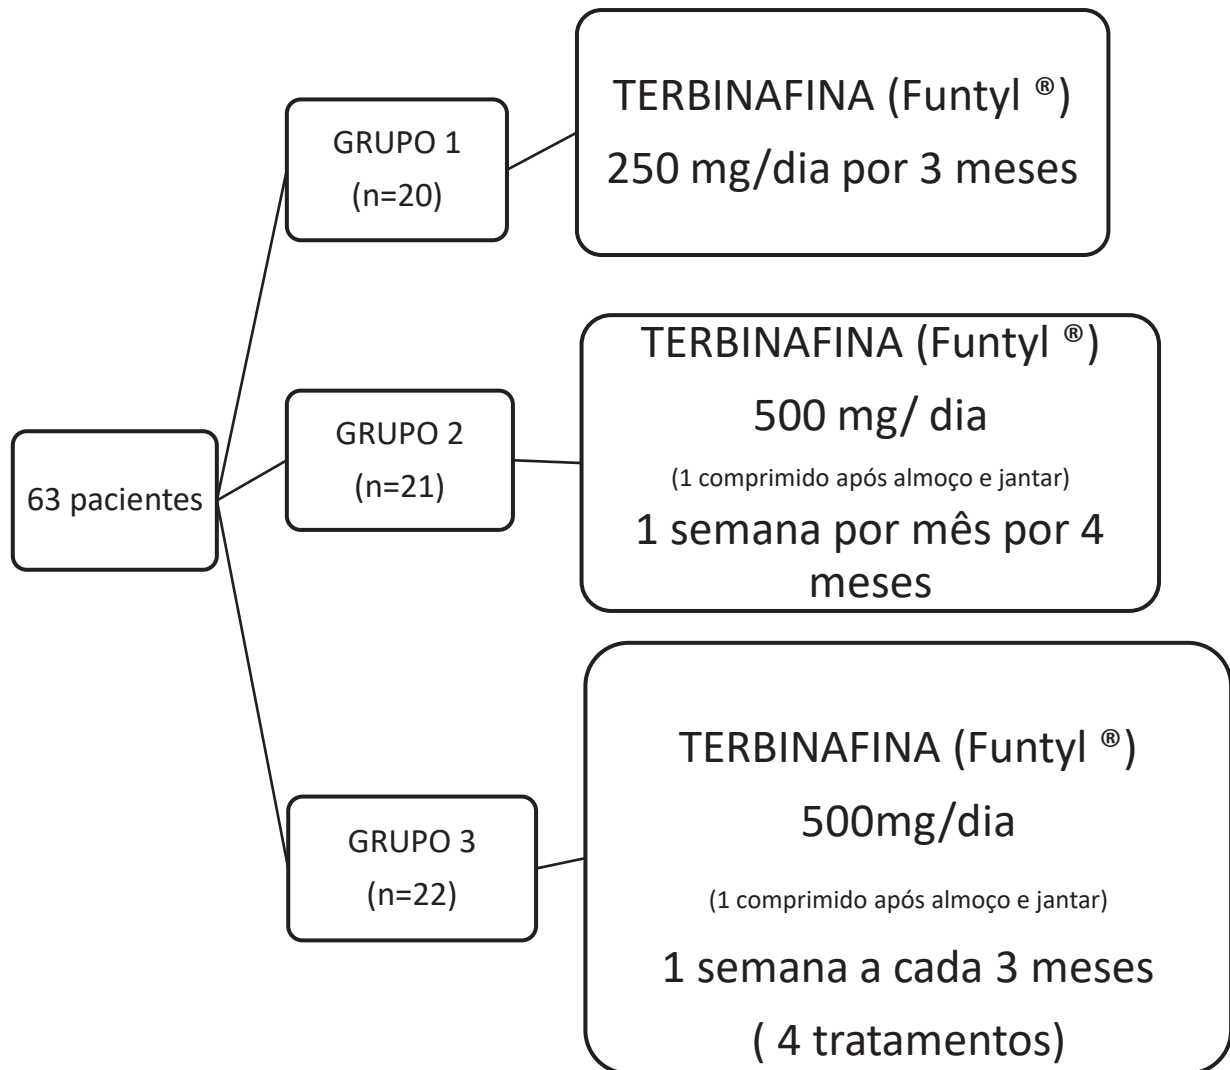 63 pacientes
GRUPO 1
(n=20)
TERBINAFINA (Funtyl ®)
250 mg/dia por 3 meses
GRUPO 2
(n=21)
TERBINAFINA (Funtyl ®)
500 mg/ dia
(1 comprimido após almoço e jantar)
1 semana por mês por 4
meses
GRUPO 3
(n=22)
TERBINAFINA (Funtyl ®)
500mg/dia
(1 comprimido após almoço e jantar)
1 semana a cada 3 meses
( 4 tratamentos)